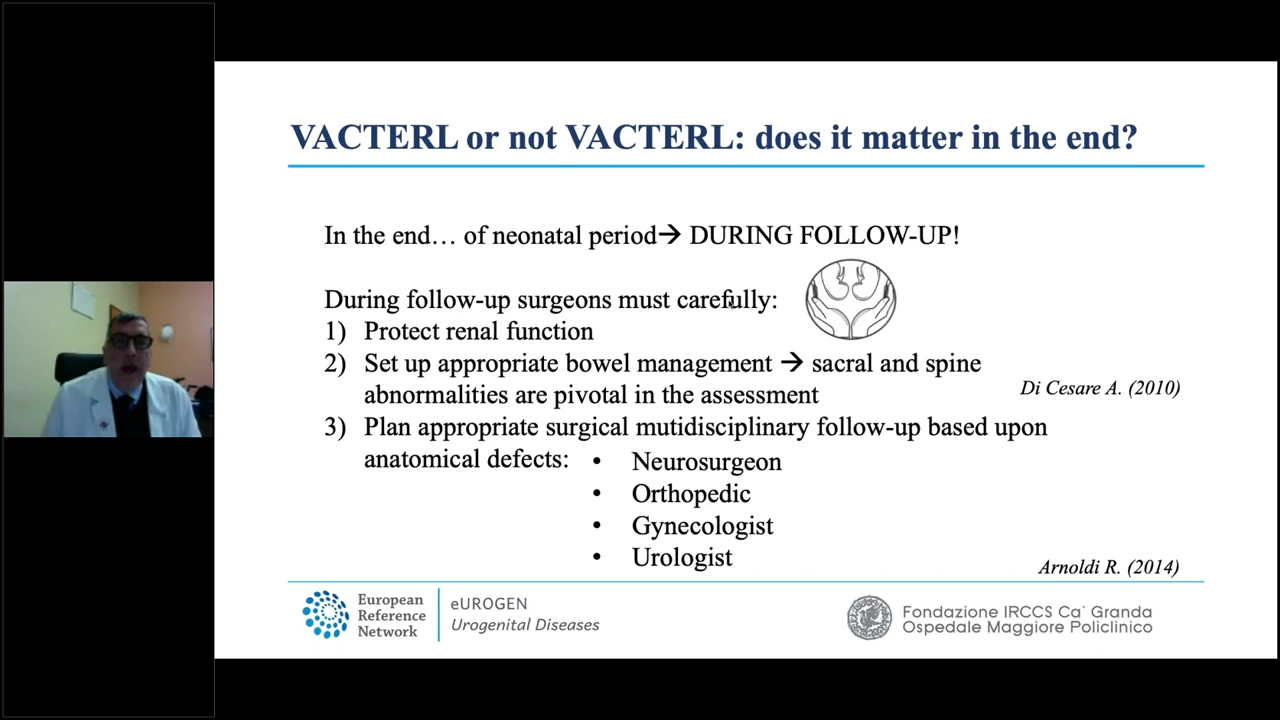 VACTERL or not VACTERL: does it matter in the end?
In the end… of neonatal period→ DURING FOLLOW-UP!
During follow-up surgeons must carefully:
1) Protect renal function
2) Set up appropriate bowel management → sacral and spine
abnormalities are pivotal in the assessment
Di Cesare A. (2010)
3) Plan appropriate surgical mutidisciplinary follow-up based upon
anatomical defects:
• Neurosurgeon
• Orthopedic
• Gynecologist
• Urologist
Arnoldi R. (2014)
European
Reference
Network
eUROGEN
Urogenital Diseases
Fondazione IRCCS Ca' Granda
Ospedale Maggiore Policlinico